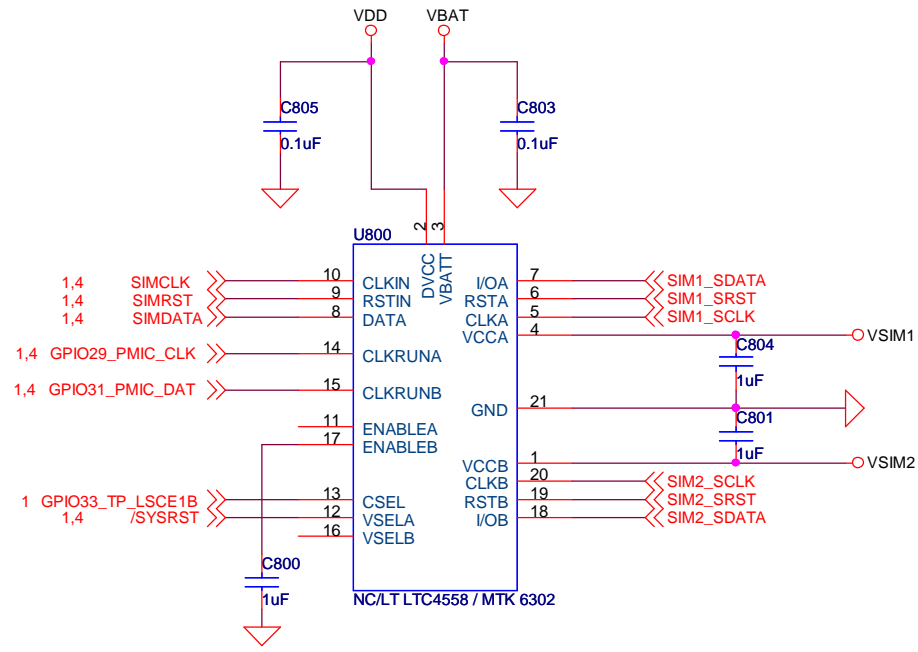 VDD VBAT
C805 C803
0.1uF 0.1uF
2 3
U800
DVCC VBATT
1,4 SIMCLK 10 CLKIN
1,4 SIMRST 9 RSTIN
1,4 SIMDATA 8 DATA
1,4 GPIO29_PMIC_CLK 14 CLKRUNA
1,4 GPIO31_PMIC_DAT 15 CLKRUNB
11 ENABLEA
17 ENABLEB
1 GPIO33_TP_LSCE1B 13 CSEL
1,4 /SYSRST 12 VSELA
16 VSELB
C800
1uF
I/OA 7 SIM1_SDATA
RSTA 6 SIM1_SRST
CLKA 5 SIM1_SCLK
VCCA 4 VSIM1
C804
1uF
GND 21
C801
1uF
VCCB 1 VSIM2
CLKB 20 SIM2_SCLK
RSTB 19 SIM2_SRST
I/OB 18 SIM2_SDATA
NC/LT LTC4558 / MTK 6302